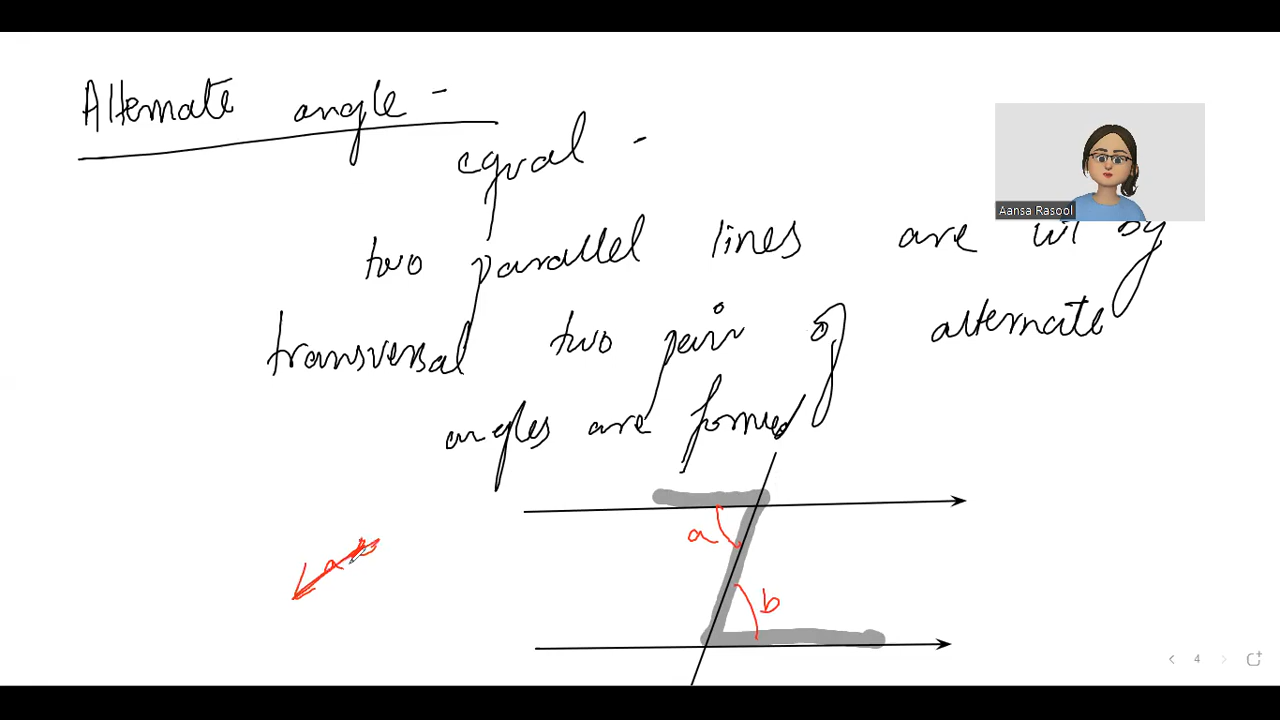 Alternate angle -
equal -
Aansa Rasool
two parallel lines are by
transversal two pair of alternate
angles are formed
a
b
4